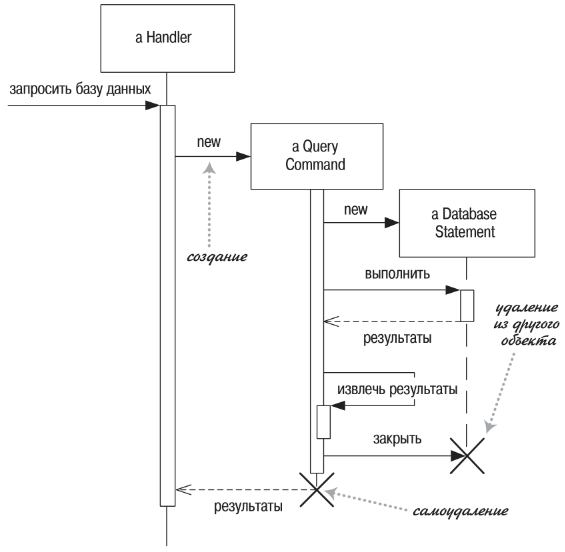 a Handler
запросить базу данных
new
a Query
Command
new
a Database
Statement
создание
выполнить
удаление
из другого
объекта
результаты
извлечь результаты
закрыть
результаты
самоудаление